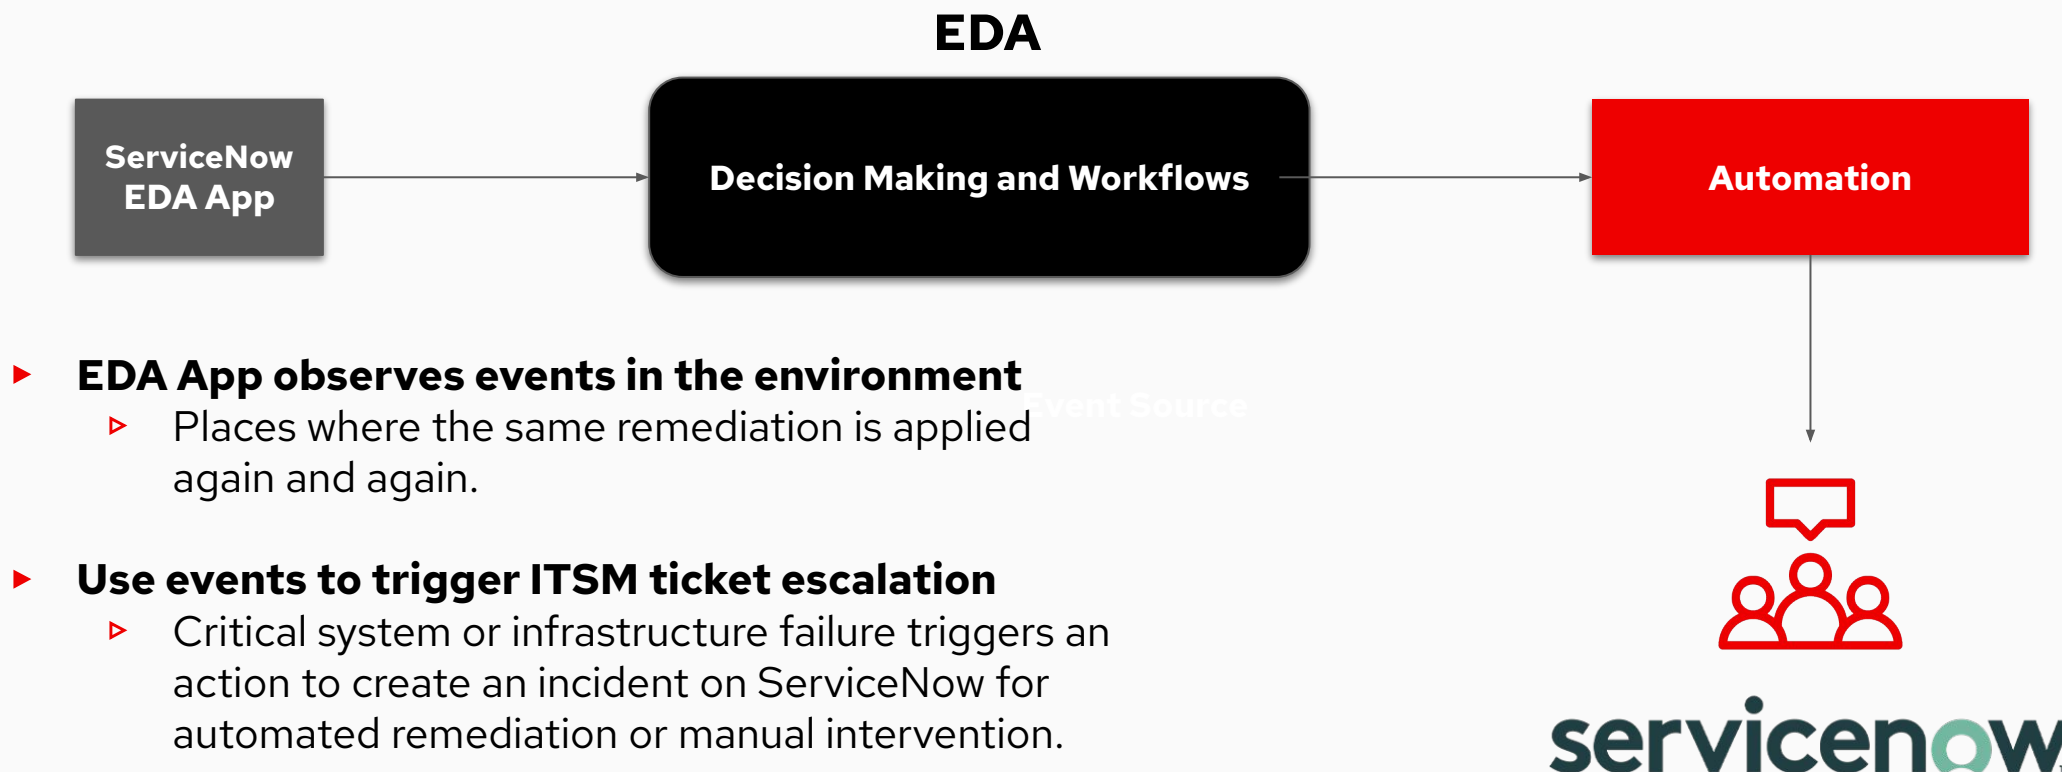 EDA
ServiceNow
EDA App
Decision Making and Workflows
Automation
EDA App observes events in the environment
Event Source
Places where the same remediation is applied
again and again.
Use events to trigger ITSM ticket escalation
Critical system or infrastructure failure triggers an
action to create an incident on ServiceNow for
automated remediation or manual intervention.
servicenow